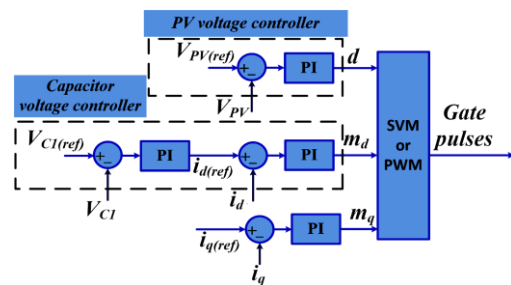 PV voltage controller
V_PV(ref)
+
−
PI
d
V_PV
Capacitor
voltage controller
V_C1(ref)
+
−
PI
i_d(ref)
+
−
PI
m_d
V_C1
i_d
i_q(ref)
+
−
PI
m_q
i_q
SVM
or
PWM
Gate
pulses